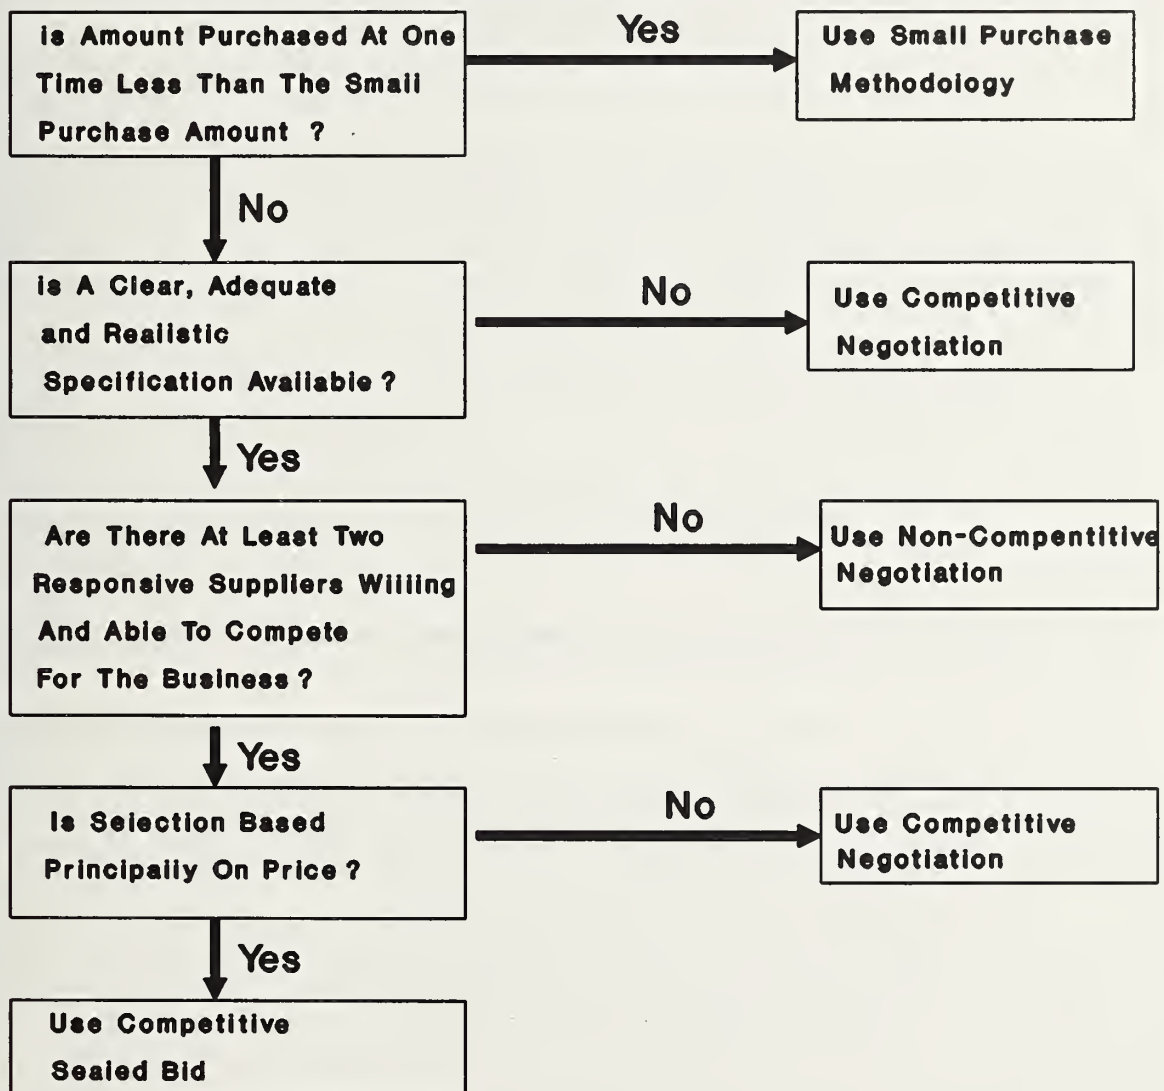 is Amount Purchased At One
Time Less Than The Small
Purchase Amount ?
Yes
Use Small Purchase
Methodology
No
is A Clear, Adequate
and Realistic
Specification Available ?
No
Use Competitive
Negotiation
Yes
Are There At Least Two
Responsive Suppliers Willing
And Able To Compete
For The Business ?
No
Use Non-Compentitive
Negotiation
Yes
Is Selection Based
Principally On Price ?
No
Use Competitive
Negotiation
Yes
Use Competitive
Sealed Bid